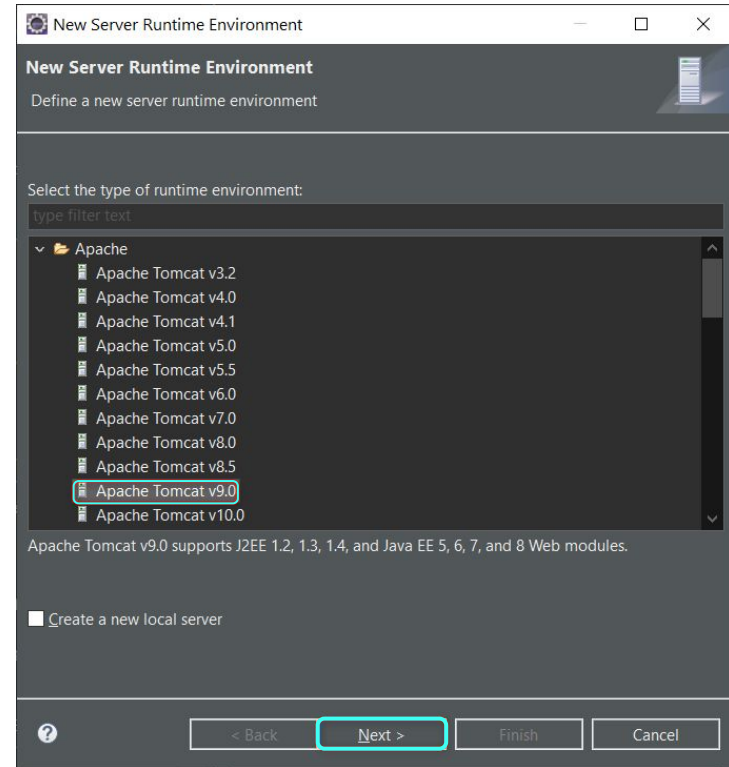 New Server Runtime Environment
New Server Runtime Environment
Define a new server runtime environment
Select the type of runtime environment:
type filter text
Apache
Apache Tomcat v3.2
Apache Tomcat v4.0
Apache Tomcat v4.1
Apache Tomcat v5.0
Apache Tomcat v5.5
Apache Tomcat v6.0
Apache Tomcat v7.0
Apache Tomcat v8.0
Apache Tomcat v8.5
Apache Tomcat v9.0
Apache Tomcat v10.0
Apache Tomcat v9.0 supports J2EE 1.2, 1.3, 1.4, and Java EE 5, 6, 7, and 8 Web modules.
Create a new local server
? < Back Next > Finish Cancel